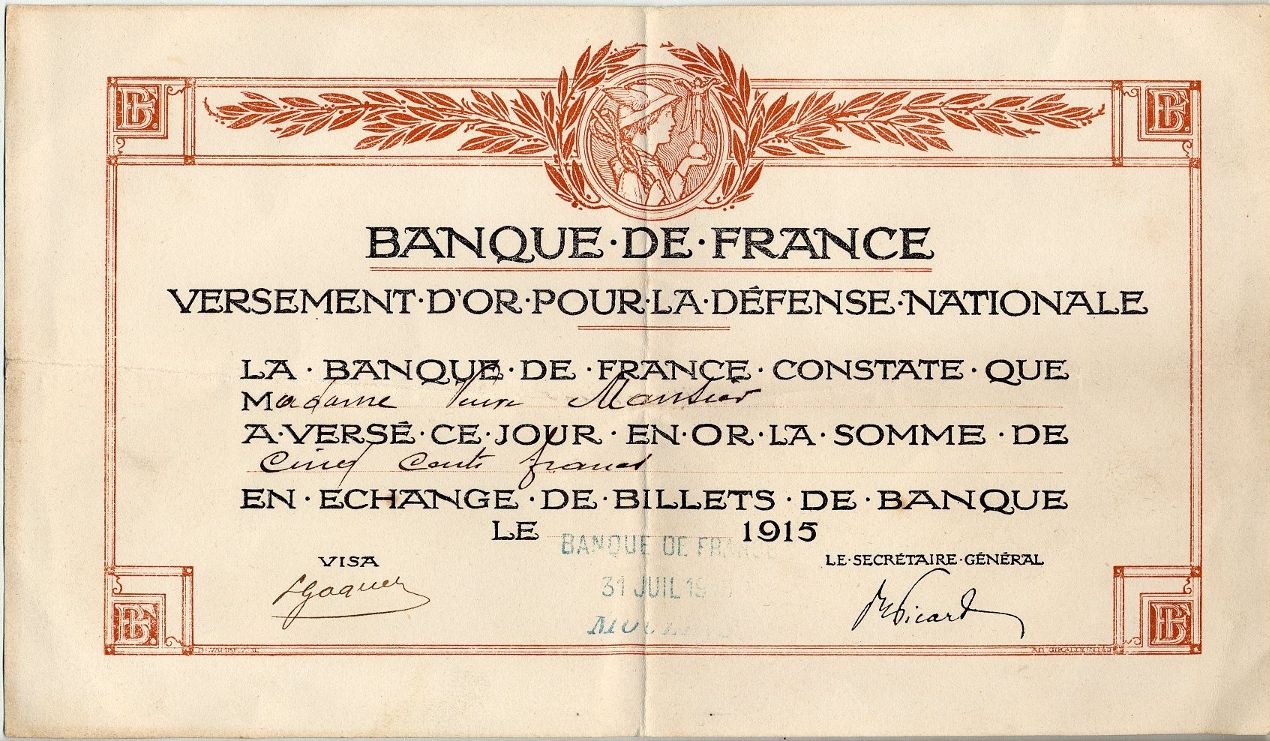 BANQUE·DE·FRANCE
VERSEMENT·D'OR·POUR·LA·DÉFENSE·NATIONALE
LA·BANQUE·DE·FRANCE·CONSTATE·QUE
Madame Veuve
A·VERSÉ·CE·JOUR·EN·OR·LA·SOMME·DE
Cinq Cents francs
EN·ECHANGE·DE·BILLETS·DE·BANQUE
LE 1915
BANQUE DE FRANCE
VISA LE·SECRÉTAIRE·GÉNÉRAL
31 JUIL
Picard